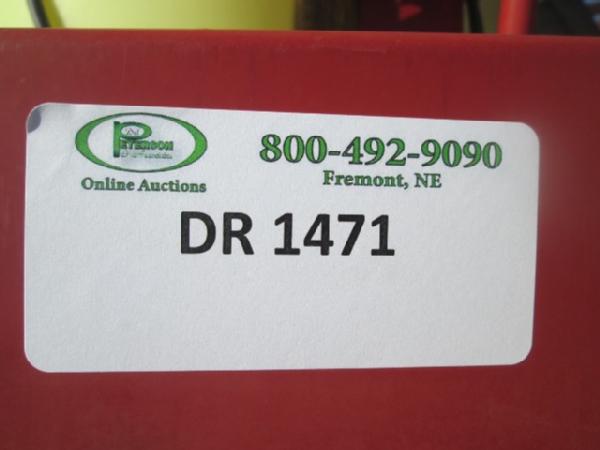 PETERSON
Online Auctions
800-492-9090
Fremont, NE
DR 1471